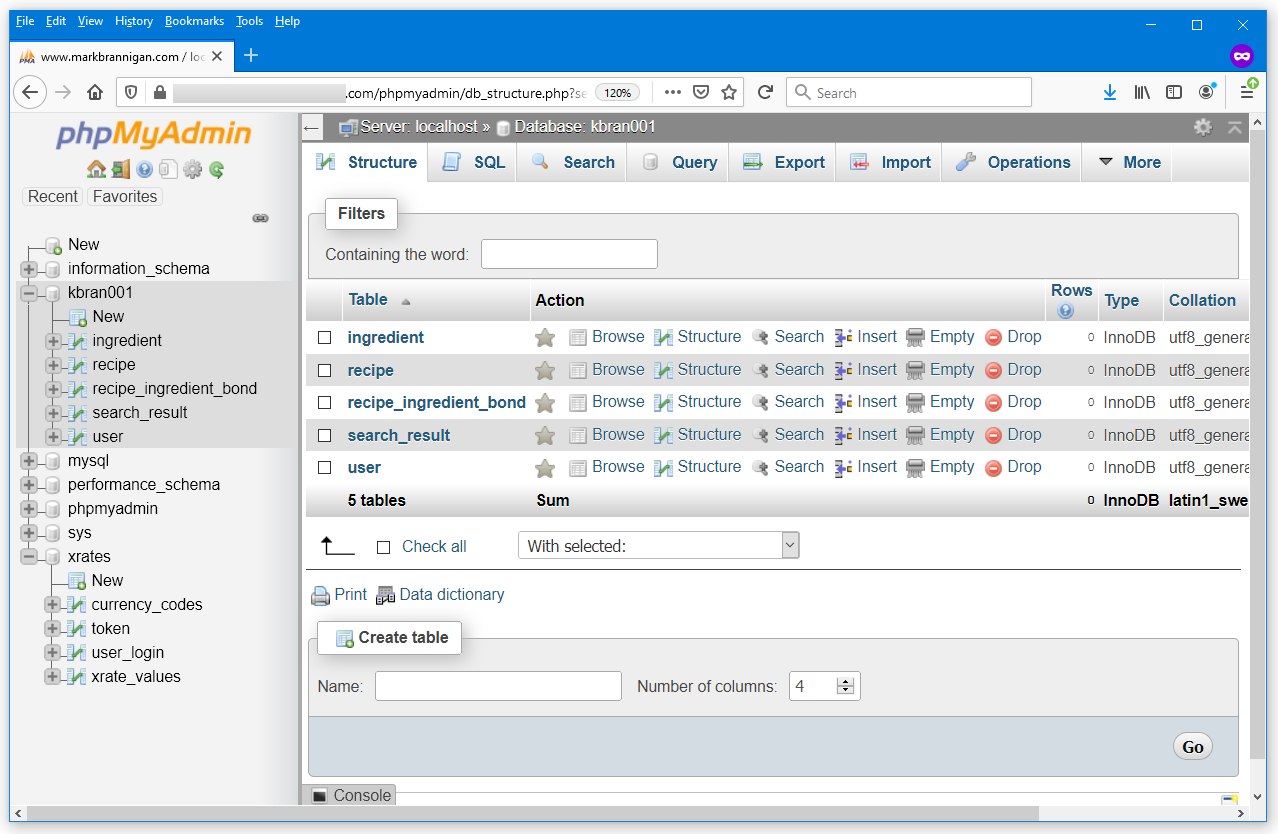 File Edit View History Bookmarks Tools Help
www.markbrannigan.com / loc
.com/phpmyadmin/db_structure.php?se 120% Search
phpMyAdmin
Recent Favorites
New
information_schema
kbran001
New
ingredient
recipe
recipe_ingredient_bond
search_result
user
mysql
performance_schema
phpmyadmin
sys
xrates
New
currency_codes
token
user_login
xrate_values
Server: localhost » Database: kbran001
Structure SQL Search Query Export Import Operations More
Filters
Containing the word:
Table Action Rows Type Collation
ingredient Browse Structure Search Insert Empty Drop 0 InnoDB utf8_genera
recipe Browse Structure Search Insert Empty Drop 0 InnoDB utf8_genera
recipe_ingredient_bond Browse Structure Search Insert Empty Drop 0 InnoDB utf8_genera
search_result Browse Structure Search Insert Empty Drop 0 InnoDB utf8_genera
user Browse Structure Search Insert Empty Drop 0 InnoDB utf8_genera
5 tables Sum 0 InnoDB latin1_swe
Check all With selected:
Print Data dictionary
Create table
Name: Number of columns: 4
Go
Console